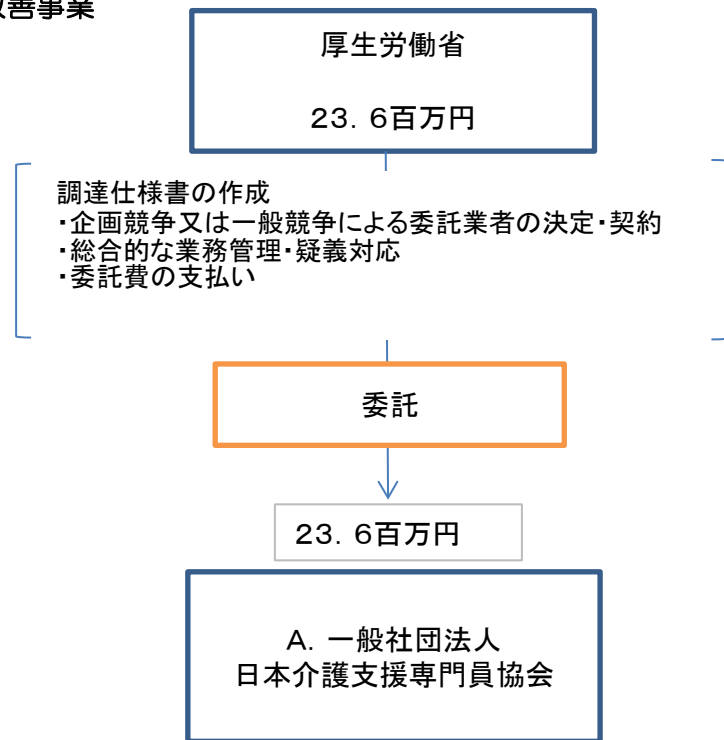 改善事業
厚生労働省
23．6百万円
調達仕様書の作成
・企画競争又は一般競争による委託業者の決定・契約
・総合的な業務管理・疑義対応
・委託費の支払い
委託
23．6百万円
A．一般社団法人
日本介護支援専門員協会